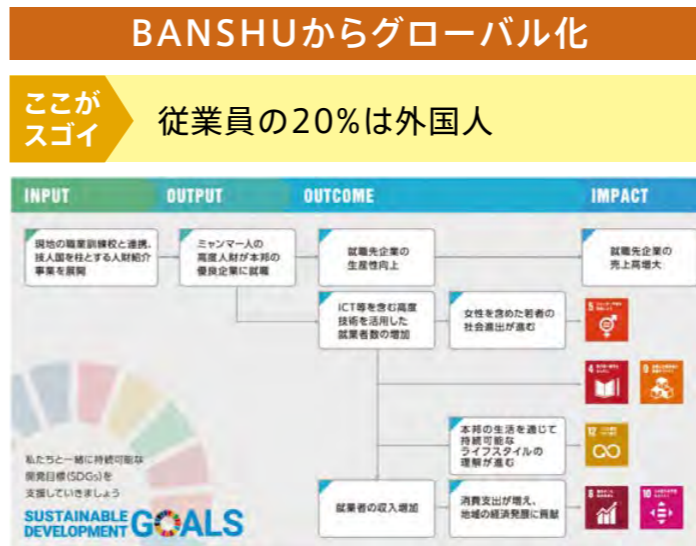 BANSHUからグローバル化
ここが
スゴイ
従業員の20%は外国人
INPUT
OUTPUT
OUTCOME
IMPACT
現地の職業訓練校と連携、
技人国を柱とする人財紹介
事業を展開
ミャンマー人の
高度人財が本邦の
優良企業に就職
就職先企業の
生産性向上
就職先企業の
売上高増大
ICT等を含む高度
技術を活用した
就業者数の増加
女性を含めた若者の
社会進出が進む
5
4
9
本邦の生活を通じて
持続可能な
ライフスタイルの
理解が進む
12
就業者の収入増加
消費支出が増え、
地域の経済発展に貢献
8
10
私たちと一緒に持続可能な
開発目標(SDGs)を
支援していきましょう
SUSTAINABLE
DEVELOPMENT
GOALS